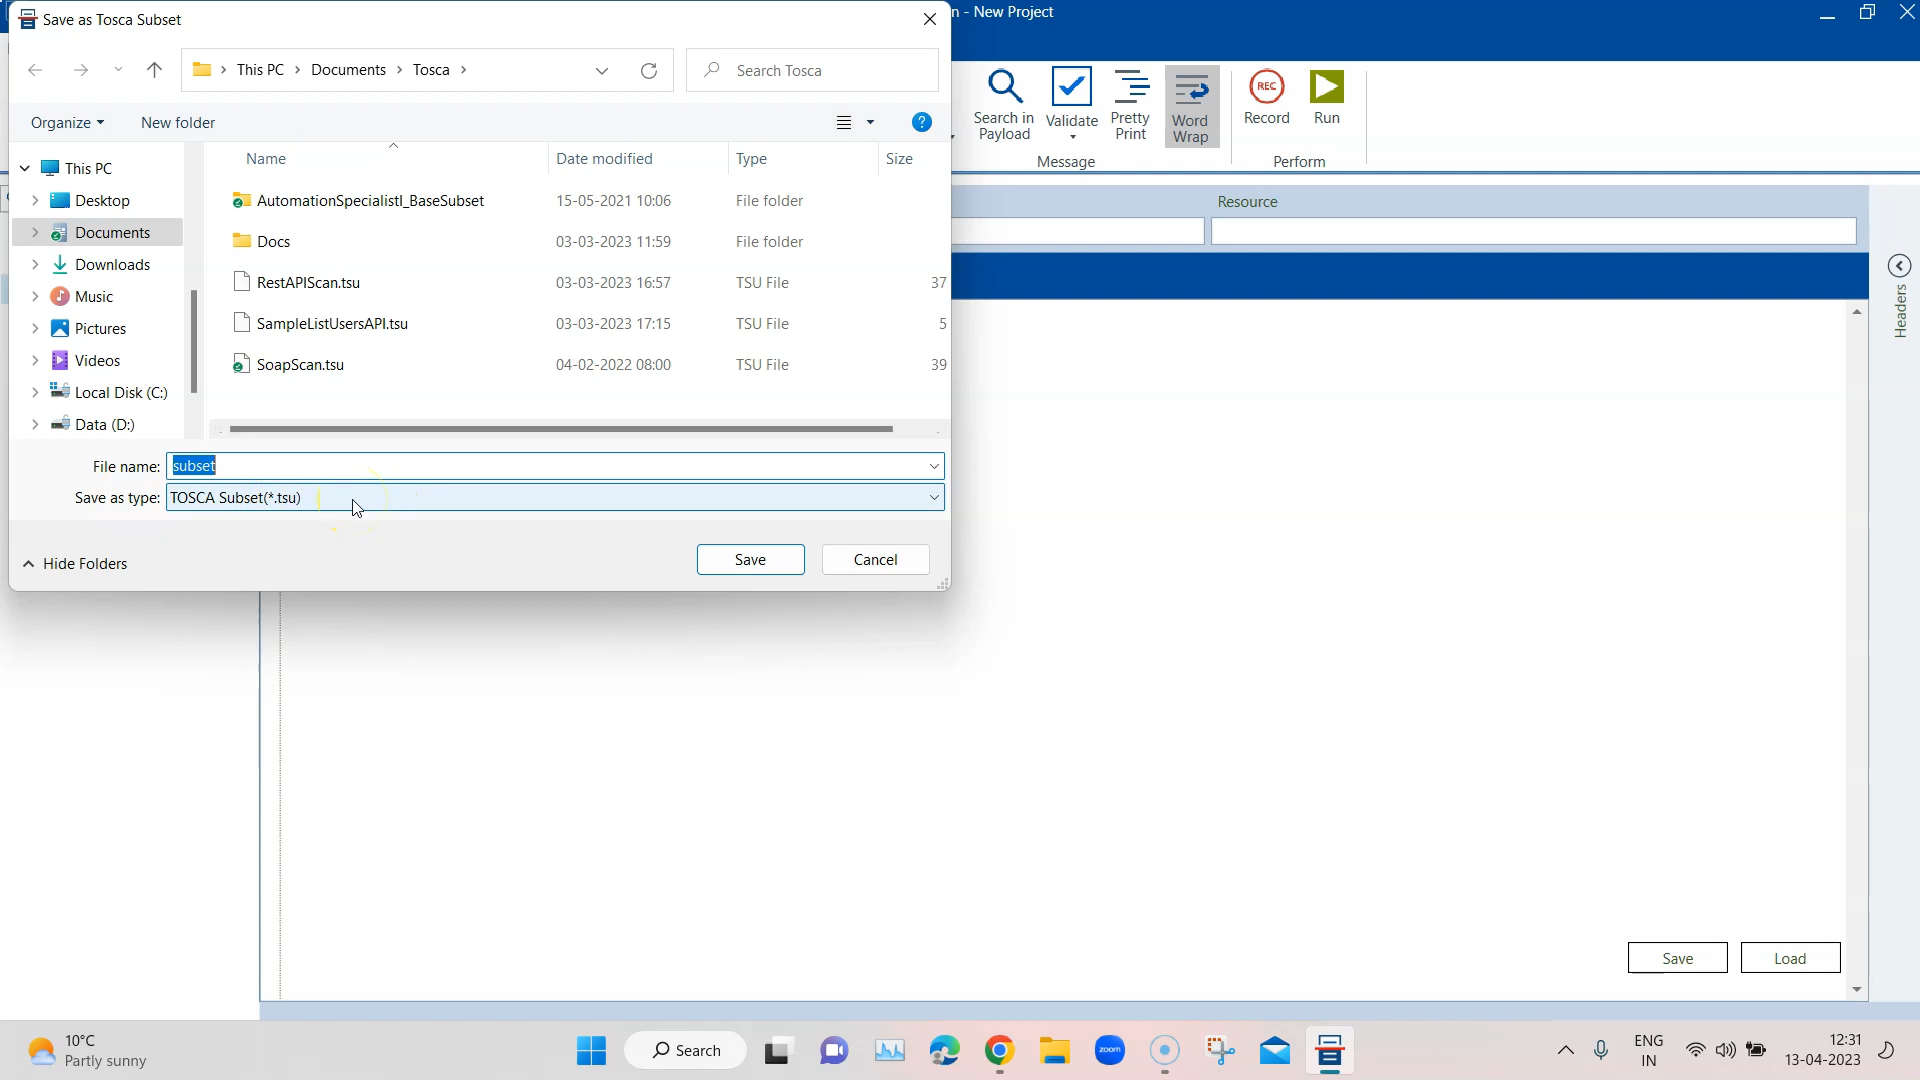 Save as Tosca Subset
n - New Project
This PC
Documents
Tosca
Search Tosca
Organize
New folder
Search in Payload
Validate
Pretty Print
Word Wrap
REC
Record
Run
Message
Perform
Name
Date modified
Type
Size
This PC
Desktop
Documents
Downloads
Music
Pictures
Videos
Local Disk (C:)
Data (D:)
AutomationSpecialistI_BaseSubset 15-05-2021 10:06 File folder
Docs 03-03-2023 11:59 File folder
RestAPIScan.tsu 03-03-2023 16:57 TSU File 37
SampleListUsersAPI.tsu 03-03-2023 17:15 TSU File 5
SoapScan.tsu 04-02-2022 08:00 TSU File 39
Resource
Headers
File name: subset
Save as type: TOSCA Subset(*.tsu)
Hide Folders
Save
Cancel
Save
Load
10°C
Partly sunny
Search
zoom
ENG
IN
12:31
13-04-2023